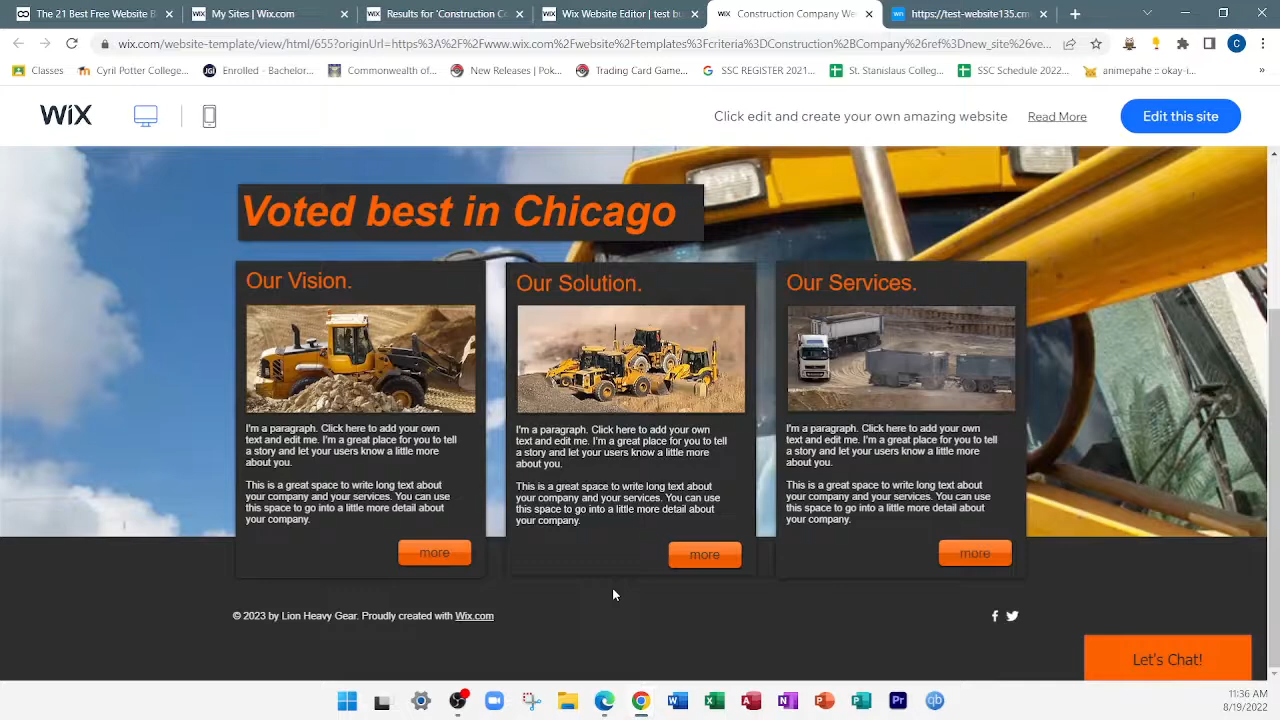 The 21 Best Website B
My Sites | Wix.com
Results for 'Construction C
Wix Website Editor | test bu
Construction Company We
https://test-website135.cm
wix.com/website-template/view/html/655?originUrl=https%3A%2F%2Fwww.wix.com%2Fwebsite%2Ftemplates%3Fcriteria%3DConstruction%2BCompany%26ref%3Dnew_site%26ve...
Classes
Cyril Potter College...
Enrolled - Bachelor...
Commonwealth of...
New Releases | Pok...
Trading Card Game...
SSC REGISTER 2021...
St. Stanislaus Colleg...
SSC Schedule 2022...
animepahe :: okay-i...
WiX
Click edit and create your own amazing website
Read More
Edit this site
Voted best in Chicago
Our Vision.
I'm a paragraph. Click here to add your own
text and edit me. I'm a great place for you to tell
a story and let your users know a little more
about you.
This is a great space to write long text about
your company and your services. You can use
this space to go into a little more detail about
your company.
more
Our Solution.
I'm a paragraph. Click here to add your own
text and edit me. I'm a great place for you to tell
a story and let your users know a little more
about you.
This is a great space to write long text about
your company and your services. You can use
this space to go into a little more detail about
your company.
more
Our Services.
I'm a paragraph. Click here to add your own
text and edit me. I'm a great place for you to tell
a story and let your users know a little more
about you.
This is a great space to write long text about
your company and your services. You can use
this space to go into a little more detail about
your company.
more
© 2023 by Lion Heavy Gear. Proudly created with Wix.com
Let's Chat!
11:36 AM
8/19/2022